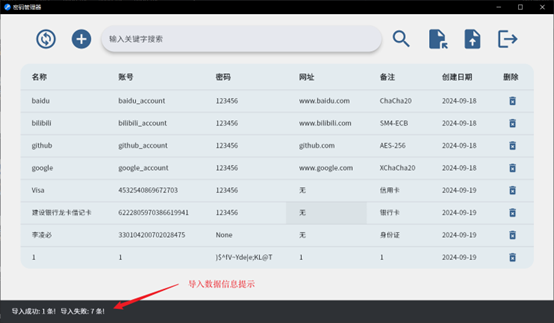 密码管理器
输入关键字搜索
名称 账号 密码 网址 备注 创建日期 删除
baidu baidu_account 123456 www.baidu.com ChaCha20 2024-09-18
bilibili bilibili_account 123456 www.bilibili.com SM4-ECB 2024-09-18
github github_account 123456 github.com AES-256 2024-09-18
google google_account 123456 www.google.com XChaCha20 2024-09-18
Visa 4532540869672703 123456 无 信用卡 2024-09-19
建设银行龙卡借记卡 6222805970386619941 123456 无 银行卡 2024-09-19
李凌必 330104200702028475 None 无 身份证 2024-09-19
1 1 1 1 2024-09-19
导入数据信息提示
导入成功: 1 条! 导入失败: 7 条!